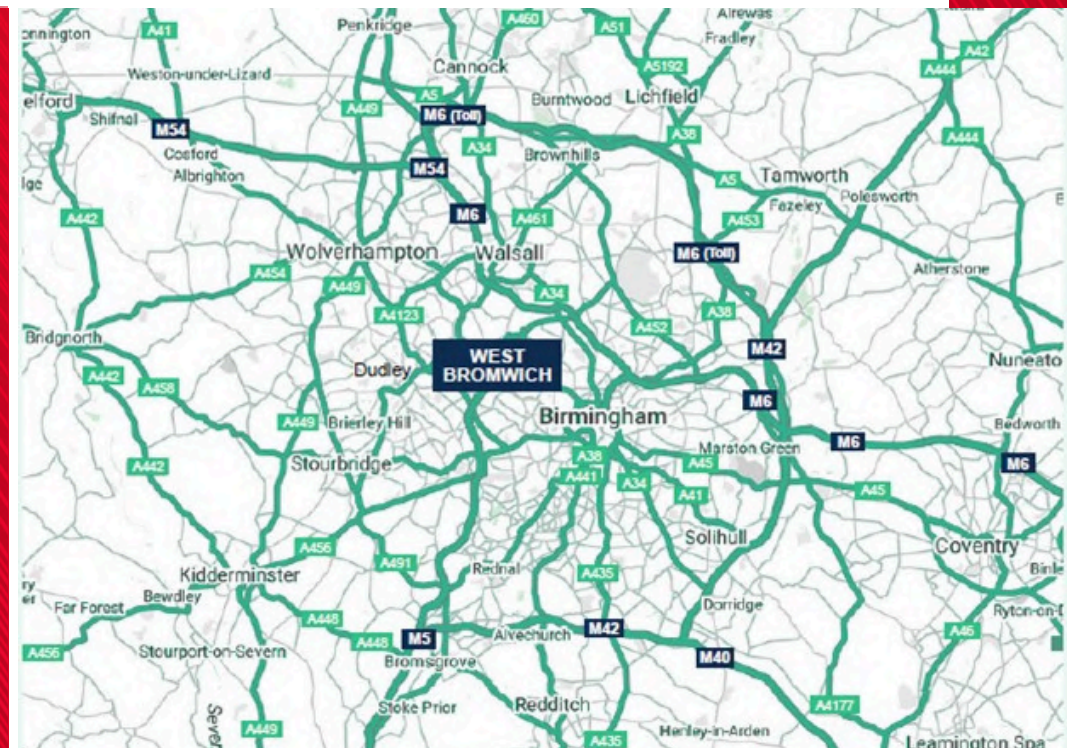 A41
Penkridge
A460
A51
Airewas
Fradley
A42
Weston-under-Lizard
Cannock
A5192
A444
A449
A5
Burntwood
Lichfield
Shifnal
M54
M6 (Toll)
A38
A444
Cosford
A34
Brownhills
Albrighton
M54
A5
Tamworth
Polesworth
A442
M6
A461
A453
Fazeley
Wolverhampton
Walsall
M6 (Toll)
A454
A449
A34
Atherstone
A4123
A38
A452
Bridgnorth
WEST
BROMWICH
M42
Dudley
Nuneato
A442
A458
M6
A449
Brierley Hill
Birmingham
Bedworth
M6
Stourbridge
A38
Marston Green
M6
A442
A441
A34
A45
A41
A45
A456
Solihull
Coventry
A491
Rednal
Kidderminster
A435
Bewdley
Far Forest
A448
Dorridge
A46
M5
Alvechurch
M42
A456
Stourport-on-Severn
A448
Bromsgrove
M40
Stoke Prior
Redditch
A4177
A449
A435
Henley-in-Arden
Leamington Spa